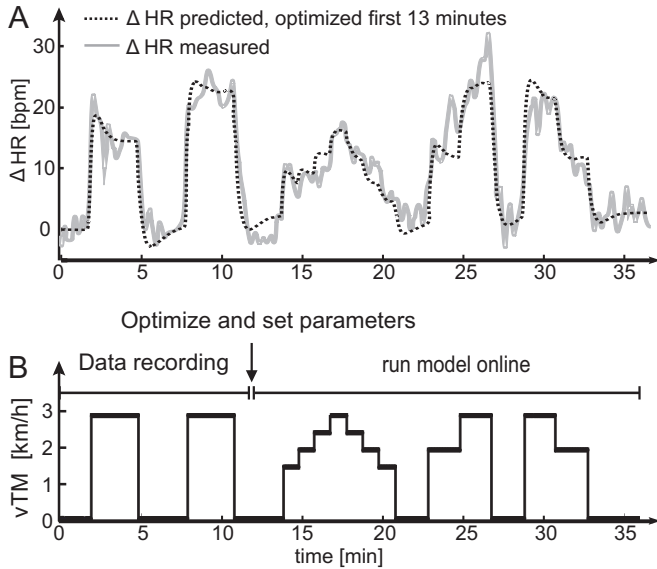 A
Δ HR predicted, optimized first 13 minutes
Δ HR measured
Δ HR [bpm]
30
20
10
0
0 5 10 15 20 25 30 35
Optimize and set parameters
B
Data recording
run model online
vTM [km/h]
3
2
1
0
0 5 10 15 20 25 30 35
time [min]